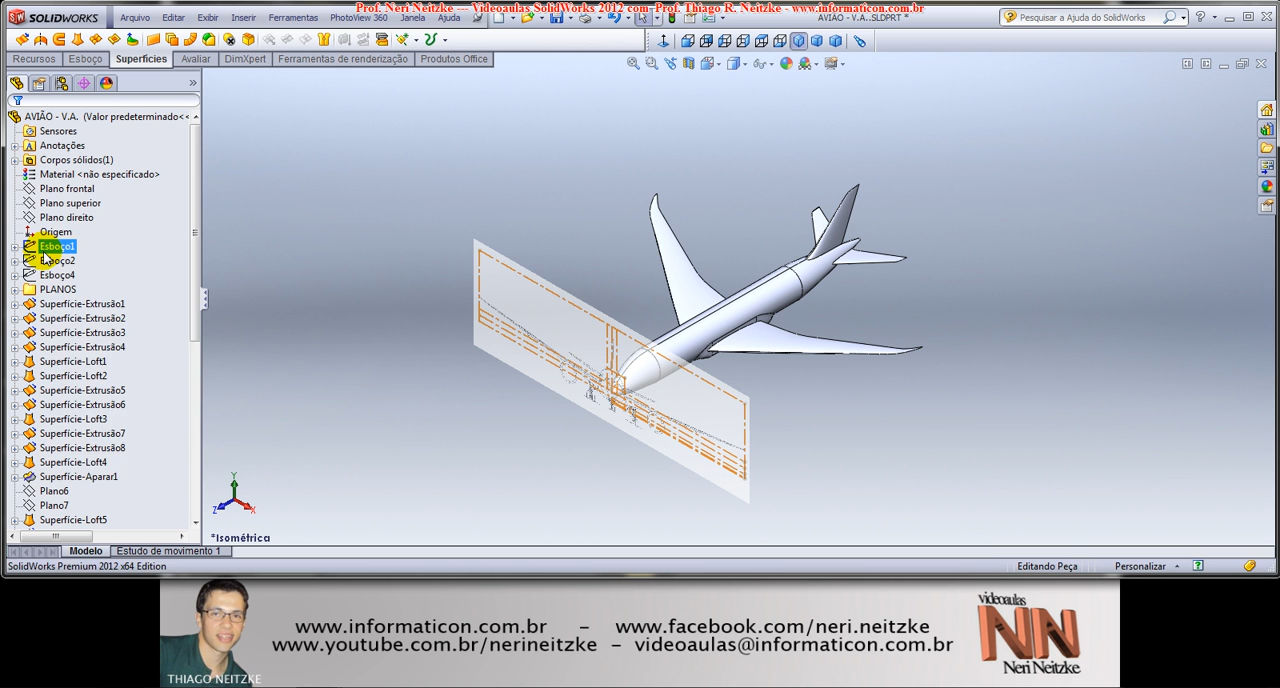 Prof. Neri Neitzke --- Videoaulas SolidWorks 2012 com Prof. Thiago R. Neitzke - www.informaticon.com.br
SOLIDWORKS
Arquivo Editar Exibir Inserir Ferramentas PhotoView 360 Janela Ajuda
AVIÃO - V.A..SLDPRT *
Pesquisar a Ajuda do SolidWorks
Recursos Esboço Superfícies Avaliar DimXpert Ferramentas de renderização Produtos Office
AVIÃO - V.A. (Valor predeterminado<<
Sensores
Anotações
Corpos sólidos(1)
Material <não especificado>
Plano frontal
Plano superior
Plano direito
Origem
Esboço1
Esboço2
Esboço4
PLANOS
Superfície-Extrusão1
Superfície-Extrusão2
Superfície-Extrusão3
Superfície-Extrusão4
Superfície-Loft1
Superfície-Loft2
Superfície-Extrusão5
Superfície-Extrusão6
Superfície-Loft3
Superfície-Extrusão7
Superfície-Extrusão8
Superfície-Loft4
Superfície-Aparar1
Plano6
Plano7
Superfície-Loft5
Y
Z
X
*Isométrica
Modelo Estudo de movimento 1
SolidWorks Premium 2012 x64 Edition
Editando Peça
Personalizar
www.informaticon.com.br - www.facebook.com/neri.neitzke
www.youtube.com.br/nerineitzke - videoaulas@informaticon.com.br
THIAGO NEITZKE
videoaulas
NN
Neri Neitzke